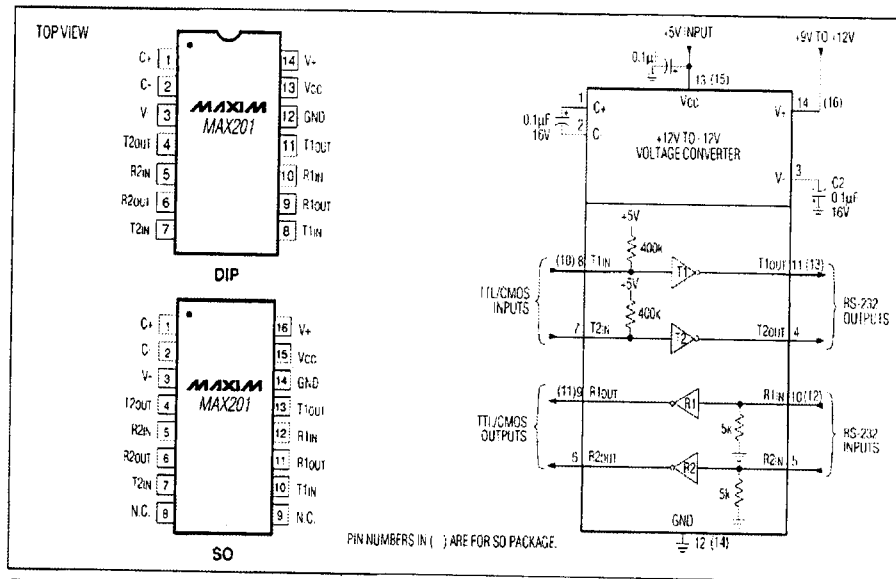 TOP VIEW
C+ 1
C- 2
V- 3
T2OUT 4
R2IN 5
R2OUT 6
T2IN 7
14 V+
13 VCC
12 GND
11 T1OUT
10 R1IN
9 R1OUT
8 T1IN
MAXIM
MAX201
DIP
C+ 1
C- 2
V- 3
T2OUT 4
R2IN 5
R2OUT 6
T2IN 7
N.C. 8
16 V+
15 VCC
14 GND
13 T1OUT
12 R1IN
11 R1OUT
10 T1IN
9 N.C.
MAXIM
MAX201
SO
+5V INPUT
+9V TO +12V
0.1μ
13 (15)
VCC
1 C+
2 C-
0.1μF
16V
V+ 14 (16)
+12V TO -12V
VOLTAGE CONVERTER
V- 3
C2
0.1μF
16V
+5V
400k
(10) 8 T1IN
T1
T1OUT 11 (13)
TTL/CMOS
INPUTS
+5V
400k
7 T2IN
T2
T2OUT 4
RS-232
OUTPUTS
(11) 9 R1OUT
R1
R1IN 10 (12)
5k
TTL/CMOS
OUTPUTS
6 R2OUT
R2
R2IN 5
5k
RS-232
INPUTS
GND
12 (14)
PIN NUMBERS IN ( ) ARE FOR SO PACKAGE.